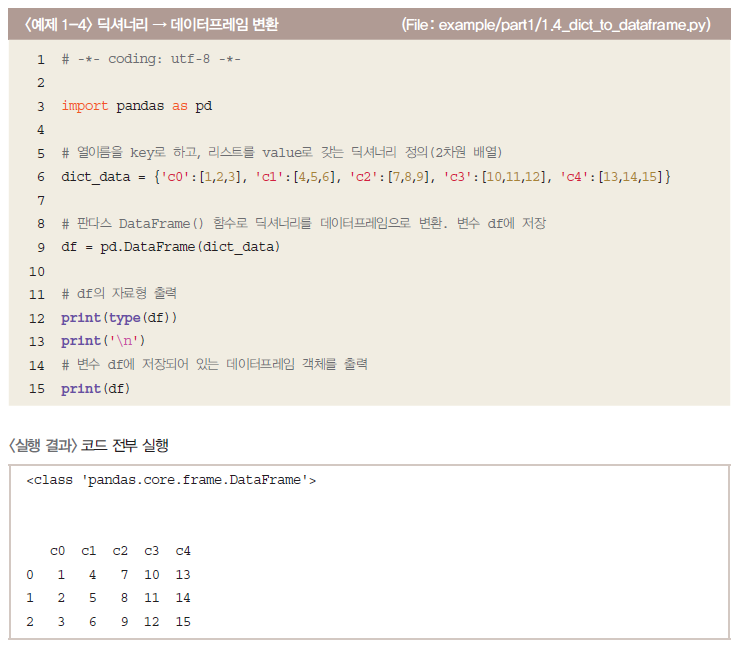 〈예제 1-4〉 딕셔너리 → 데이터프레임 변환 (File: example/part1/1.4_dict_to_dataframe.py)
1 # -*- coding: utf-8 -*-
2
3 import pandas as pd
4
5 # 열이름을 key로 하고, 리스트를 value로 갖는 딕셔너리 정의(2차원 배열)
6 dict_data = {'c0':[1,2,3], 'c1':[4,5,6], 'c2':[7,8,9], 'c3':[10,11,12], 'c4':[13,14,15]}
7
8 # 판다스 DataFrame() 함수로 딕셔너리를 데이터프레임으로 변환. 변수 df에 저장
9 df = pd.DataFrame(dict_data)
10
11 # df의 자료형 출력
12 print(type(df))
13 print('\n')
14 # 변수 df에 저장되어 있는 데이터프레임 객체를 출력
15 print(df)
〈실행 결과〉 코드 전부 실행
<class 'pandas.core.frame.DataFrame'>
c0 c1 c2 c3 c4
0 1 4 7 10 13
1 2 5 8 11 14
2 3 6 9 12 15